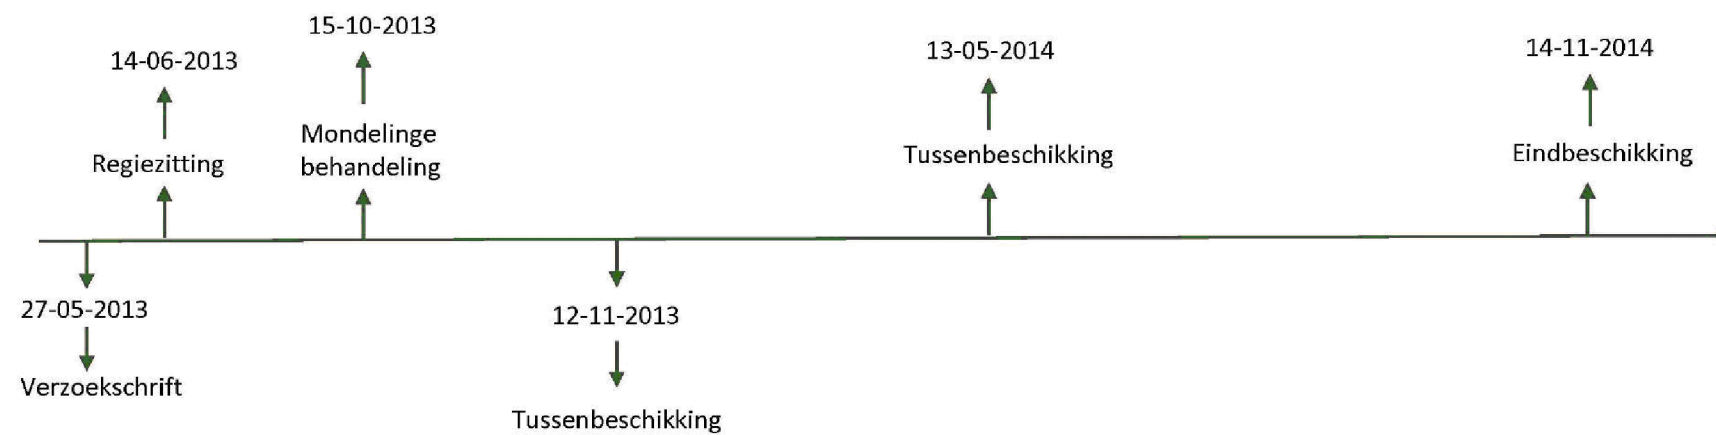 15-10-2013
14-06-2013
13-05-2014
14-11-2014
Mondelinge
behandeling
Regiezitting
Tussenbeschikking
Eindbeschikking
27-05-2013
12-11-2013
Verzoekschrift
Tussenbeschikking